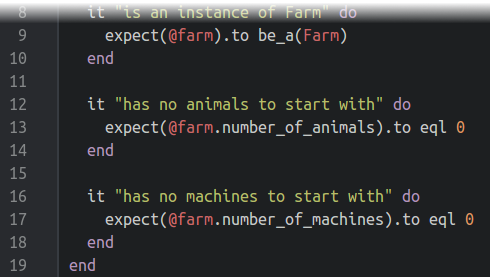 8 it "is an instance of Farm" do
9 expect(@farm).to be_a(Farm)
10 end
11
12 it "has no animals to start with" do
13 expect(@farm.number_of_animals).to eql 0
14 end
15
16 it "has no machines to start with" do
17 expect(@farm.number_of_machines).to eql 0
18 end
19 end